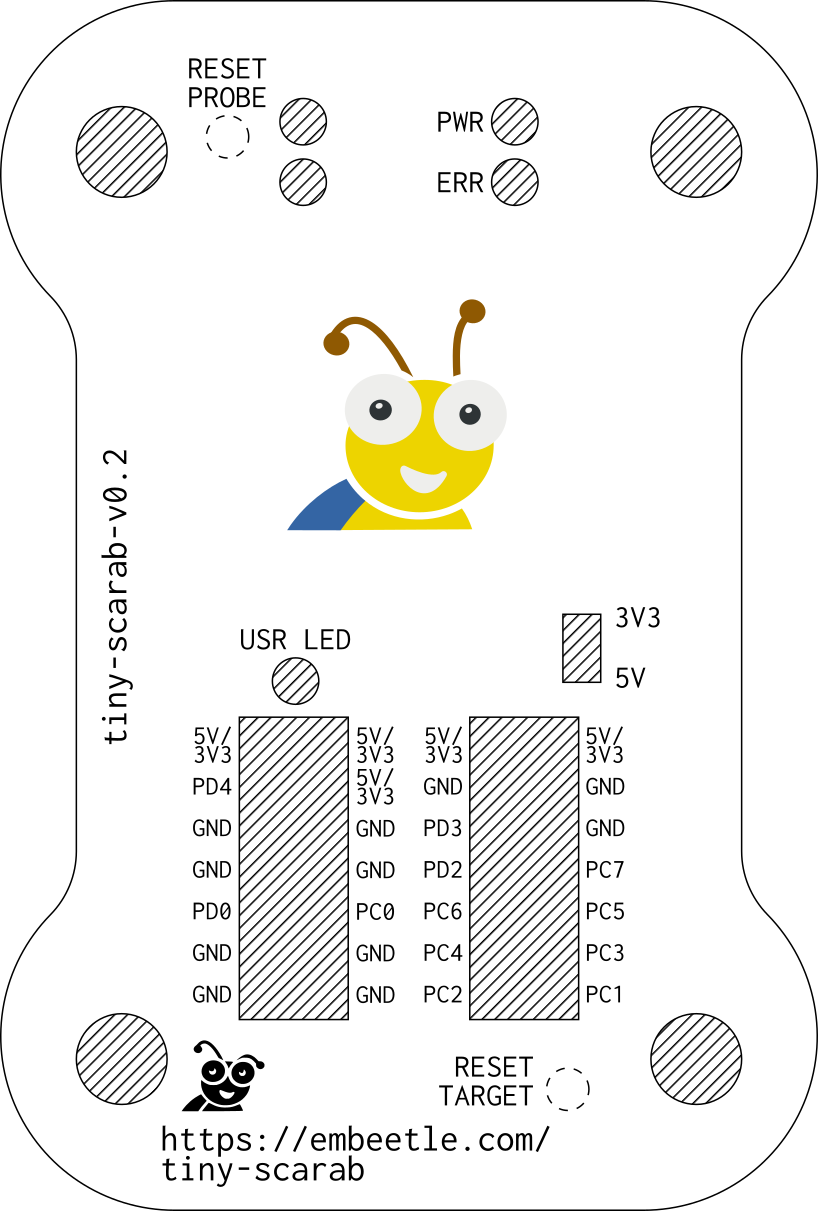 RESET
PROBE
PWR
ERR
tiny-scarab-v0.2
3V3
5V
USR LED
5V/
3V3
PD4
GND
GND
PD0
GND
GND
5V/
3V3
5V/
3V3
GND
GND
PC0
GND
GND
5V/
3V3
GND
PD3
PD2
PC6
PC4
PC2
5V/
3V3
GND
GND
PC7
PC5
PC3
PC1
RESET
TARGET
https://embeetle.com/
tiny-scarab